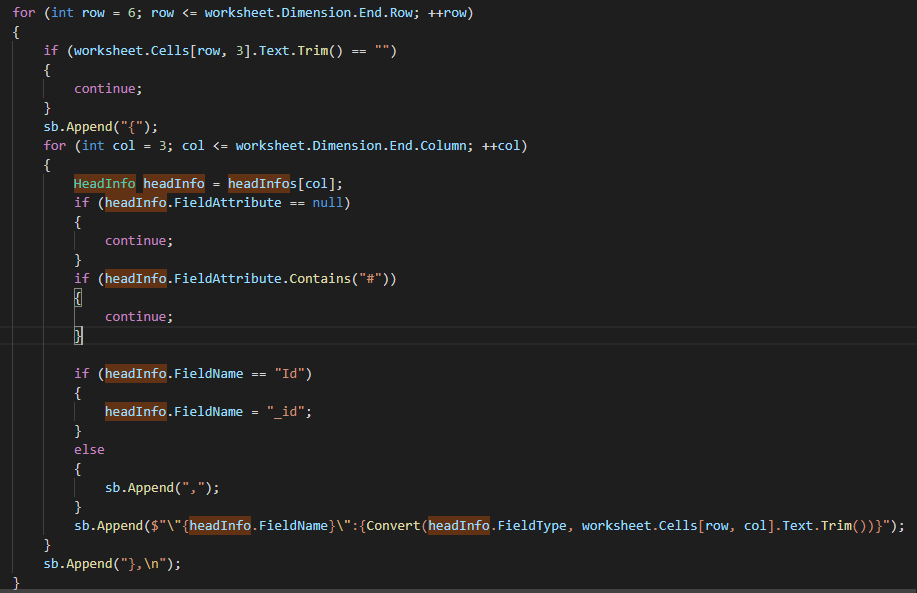 for (int row = 6; row <= worksheet.Dimension.End.Row; ++row)
{
if (worksheet.Cells[row, 3].Text.Trim() == "")
{
continue;
}
sb.Append("{");
for (int col = 3; col <= worksheet.Dimension.End.Column; ++col)
{
HeadInfo headInfo = headInfos[col];
if (headInfo.FieldAttribute == null)
{
continue;
}
if (headInfo.FieldAttribute.Contains("#"))
{
continue;
}
if (headInfo.FieldName == "Id")
{
headInfo.FieldName = "_id";
}
else
{
sb.Append(",");
}
sb.Append($"\"{headInfo.FieldName}\":{Convert(headInfo.FieldType, worksheet.Cells[row, col].Text.Trim())}");
}
sb.Append("},\n");
}